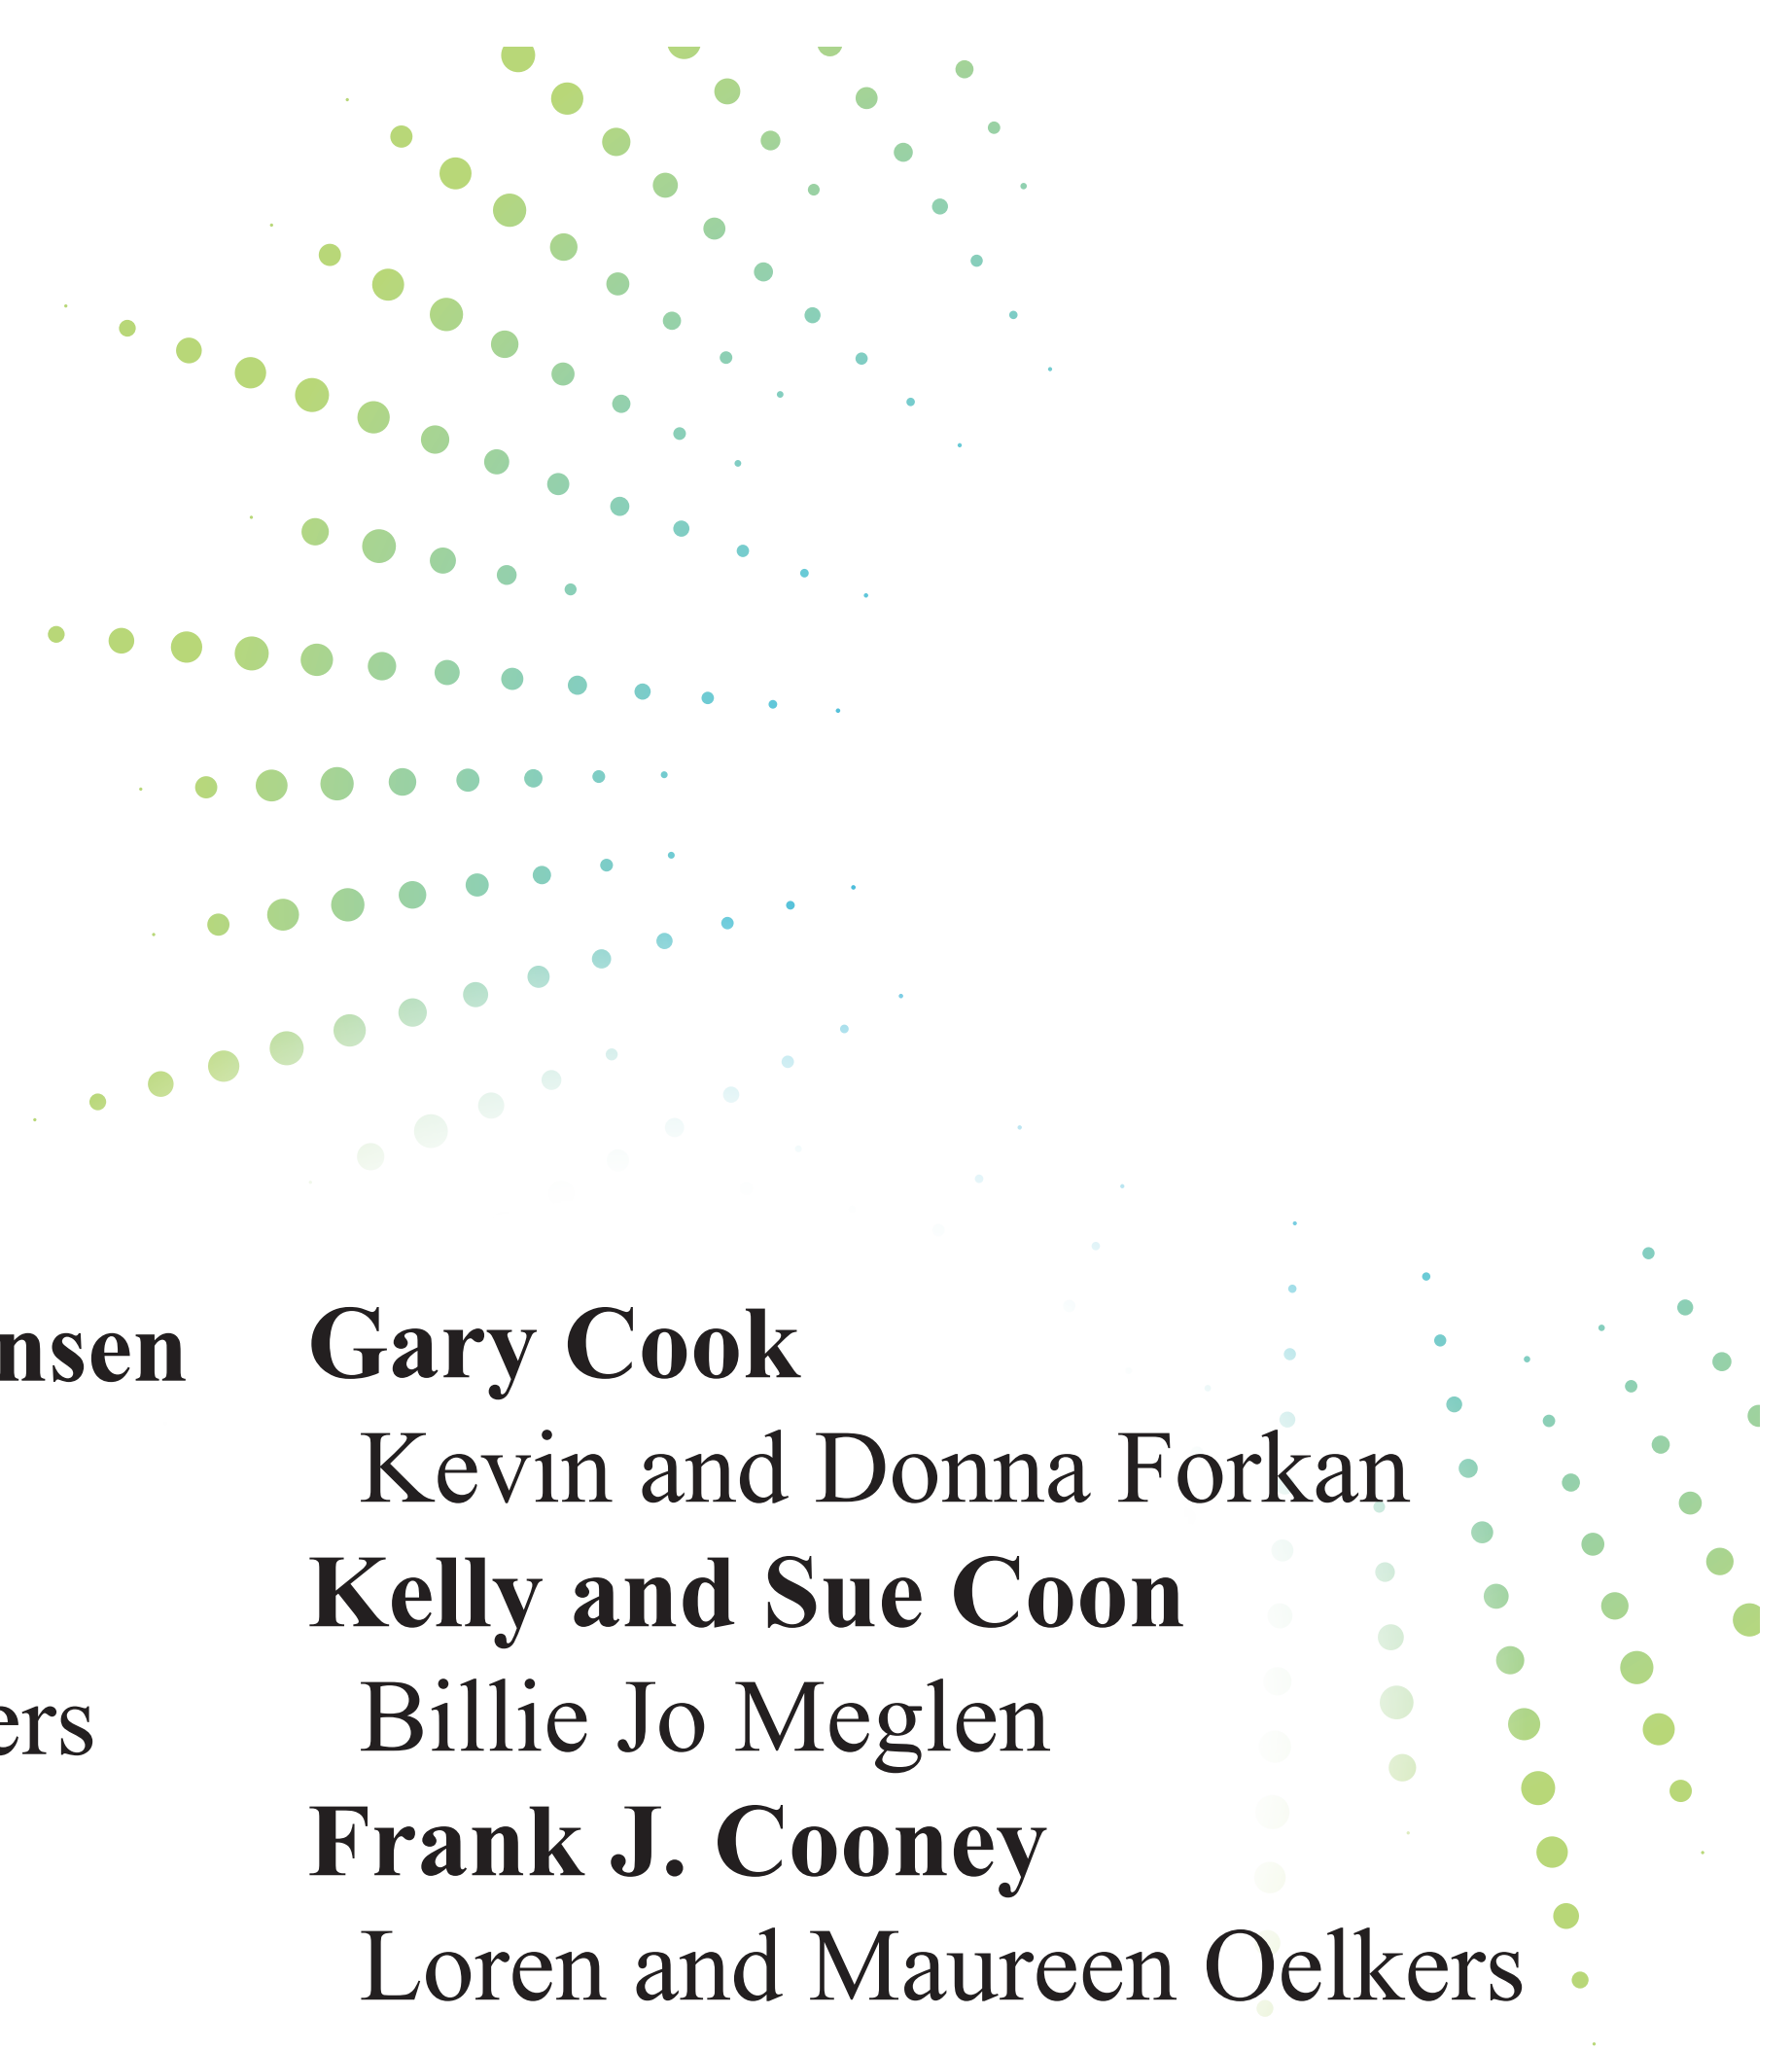 nsen
ers
Gary Cook
Kevin and Donna Forkan
Kelly and Sue Coon
Billie Jo Meglen
Frank J. Cooney
Loren and Maureen Oelkers